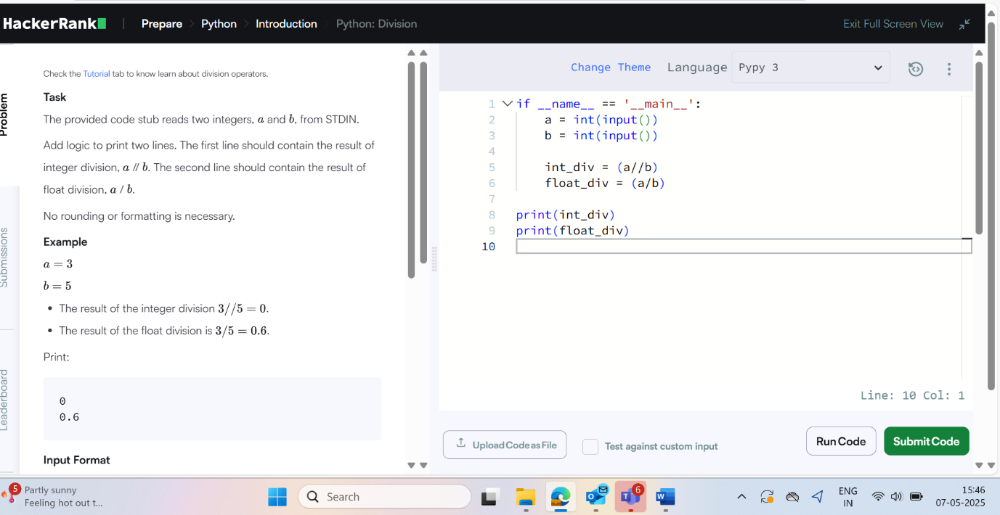 HackerRank | Prepare > Python > Introduction > Python: Division
Exit Full Screen View
Problem
Submissions
Leaderboard
Check the Tutorial tab to know learn about division operators.
Task
The provided code stub reads two integers, a and b, from STDIN.
Add logic to print two lines. The first line should contain the result of
integer division, a // b. The second line should contain the result of
float division, a / b.
No rounding or formatting is necessary.
Example
a = 3
b = 5
• The result of the integer division 3//5 = 0.
• The result of the float division is 3/5 = 0.6.
Print:
0
0.6
Input Format
Change Theme Language Pypy 3
1 if __name__ == '__main__':
2 a = int(input())
3 b = int(input())
4
5 int_div = (a//b)
6 float_div = (a/b)
7
8 print(int_div)
9 print(float_div)
10
Line: 10 Col: 1
Upload Code as File
Test against custom input
Run Code
Submit Code
5
Partly sunny
Feeling hot out t...
Search
6
ENG
IN
15:46
07-05-2025